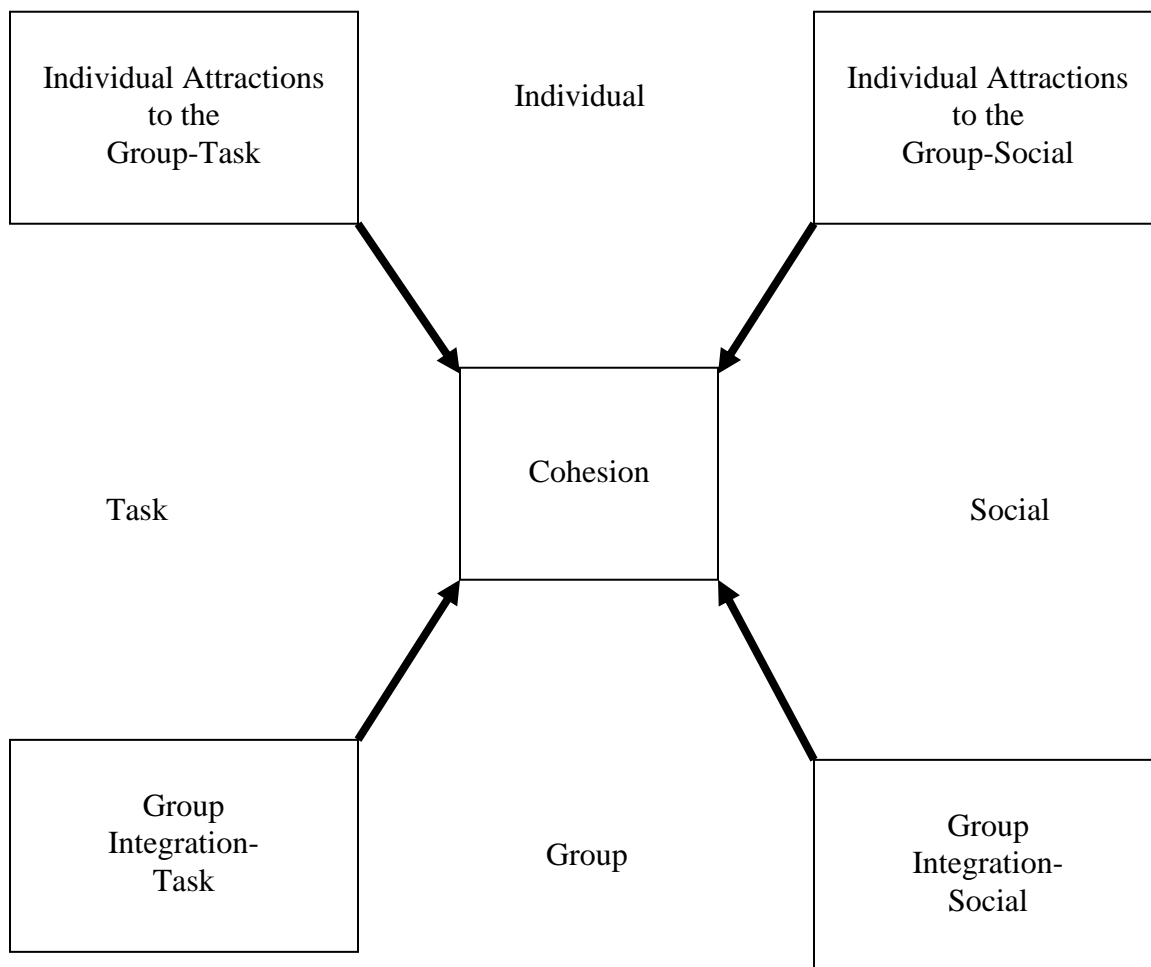 Individual Attractions
to the
Group-Task
Individual
Individual Attractions
to the
Group-Social
Cohesion
Task
Social
Group
Integration-
Task
Group
Group
Integration-
Social